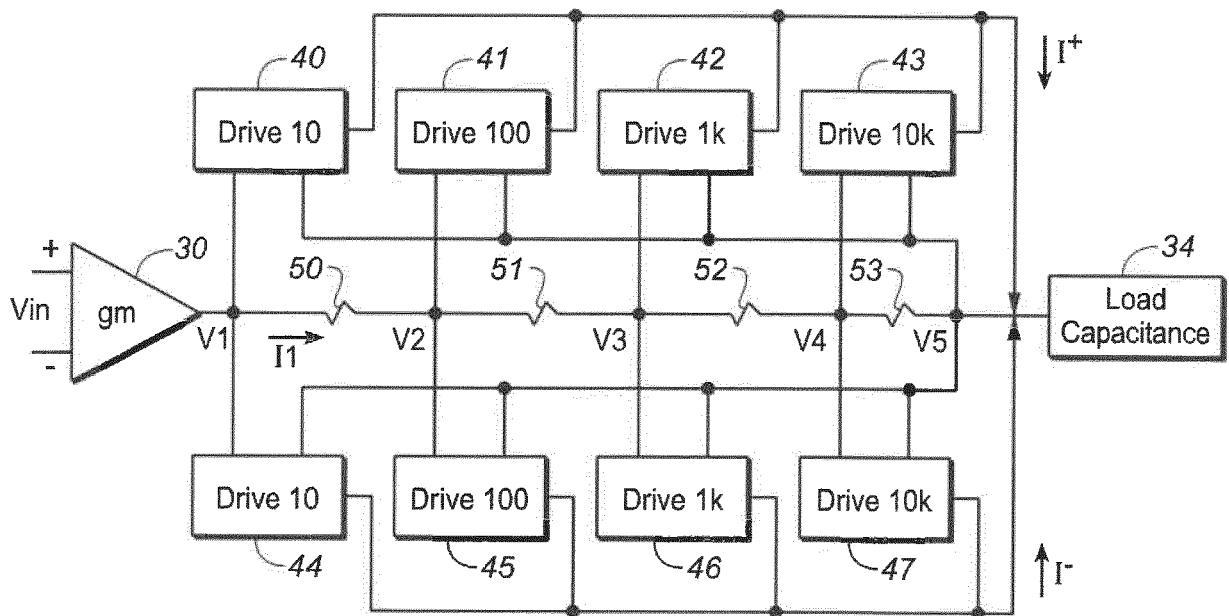 40 41 42 43
I+
Drive 10 Drive 100 Drive 1k Drive 10k
+ 30 50 51 52 53 34
Vin gm Load
Capacitance
- V1 I1 V2 V3 V4 V5
Drive 10 Drive 100 Drive 1k Drive 10k
44 45 46 47
I-